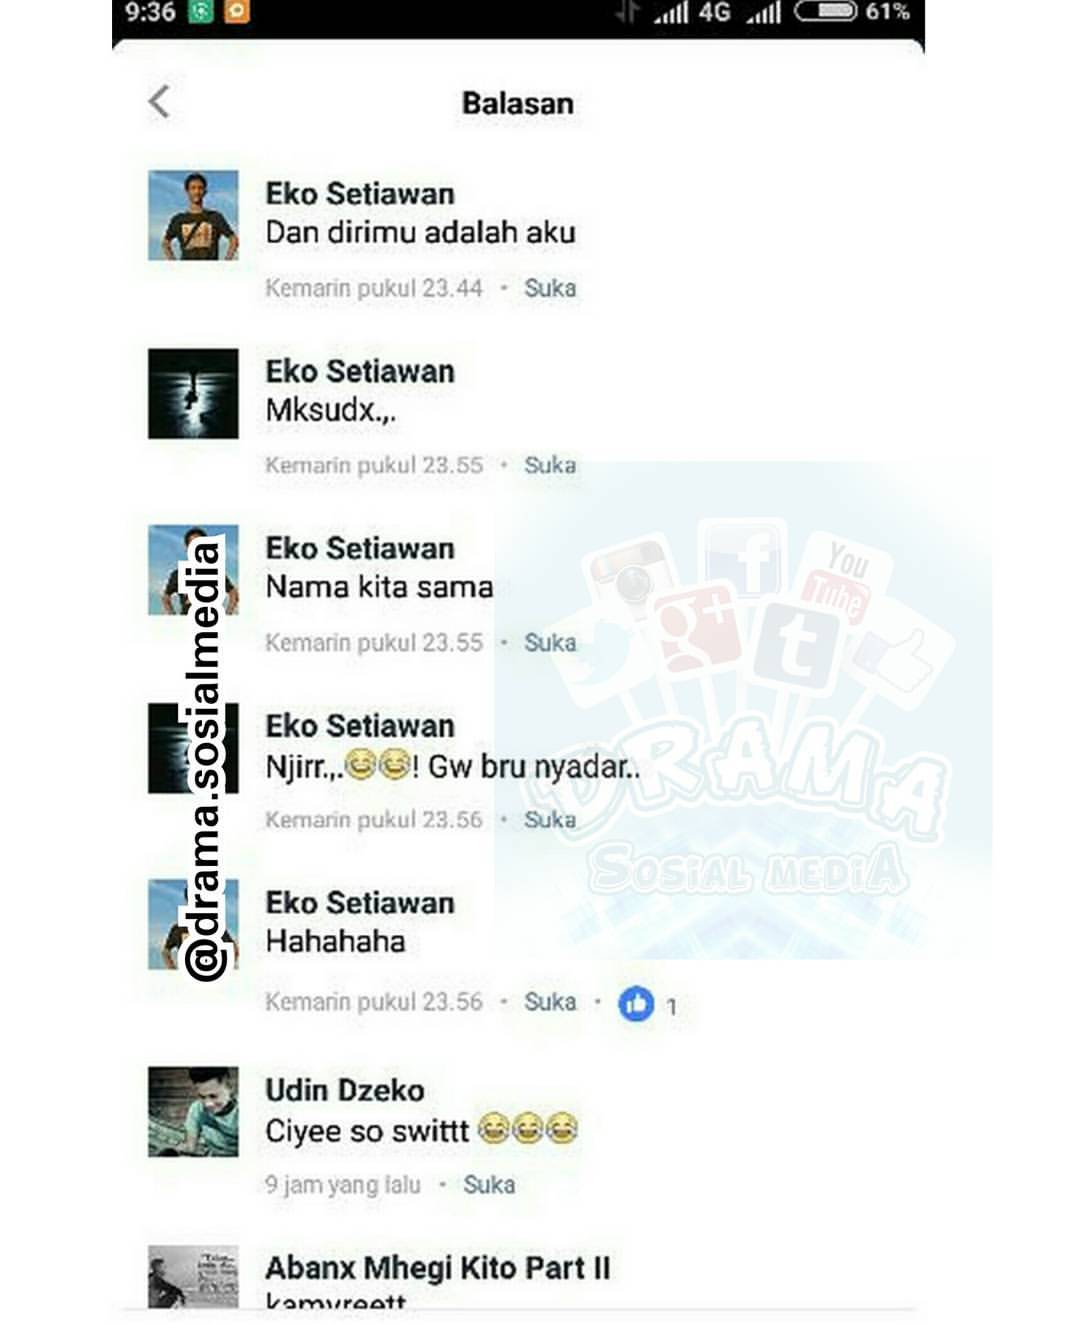 9:36 4G 61%
Balasan
Eko Setiawan
Dan dirimu adalah aku
Kemarin pukul 23.44 • Suka
Eko Setiawan
Mksudx.,.
Kemarin pukul 23.55 • Suka
Eko Setiawan
Nama kita sama
Kemarin pukul 23.55 • Suka
Eko Setiawan
Njirr.,.😂😂! Gw bru nyadar..
Kemarin pukul 23.56 • Suka
Eko Setiawan
Hahahaha
Kemarin pukul 23.56 • Suka • 1
Udin Dzeko
Ciyee so swittt 😂😂😂
9 jam yang lalu • Suka
Abanx Mhegi Kito Part II
kamvreett
@drama.sosialmedia
f
You
Tube
g+
t
DRAMA
SOSiAL MEDiA